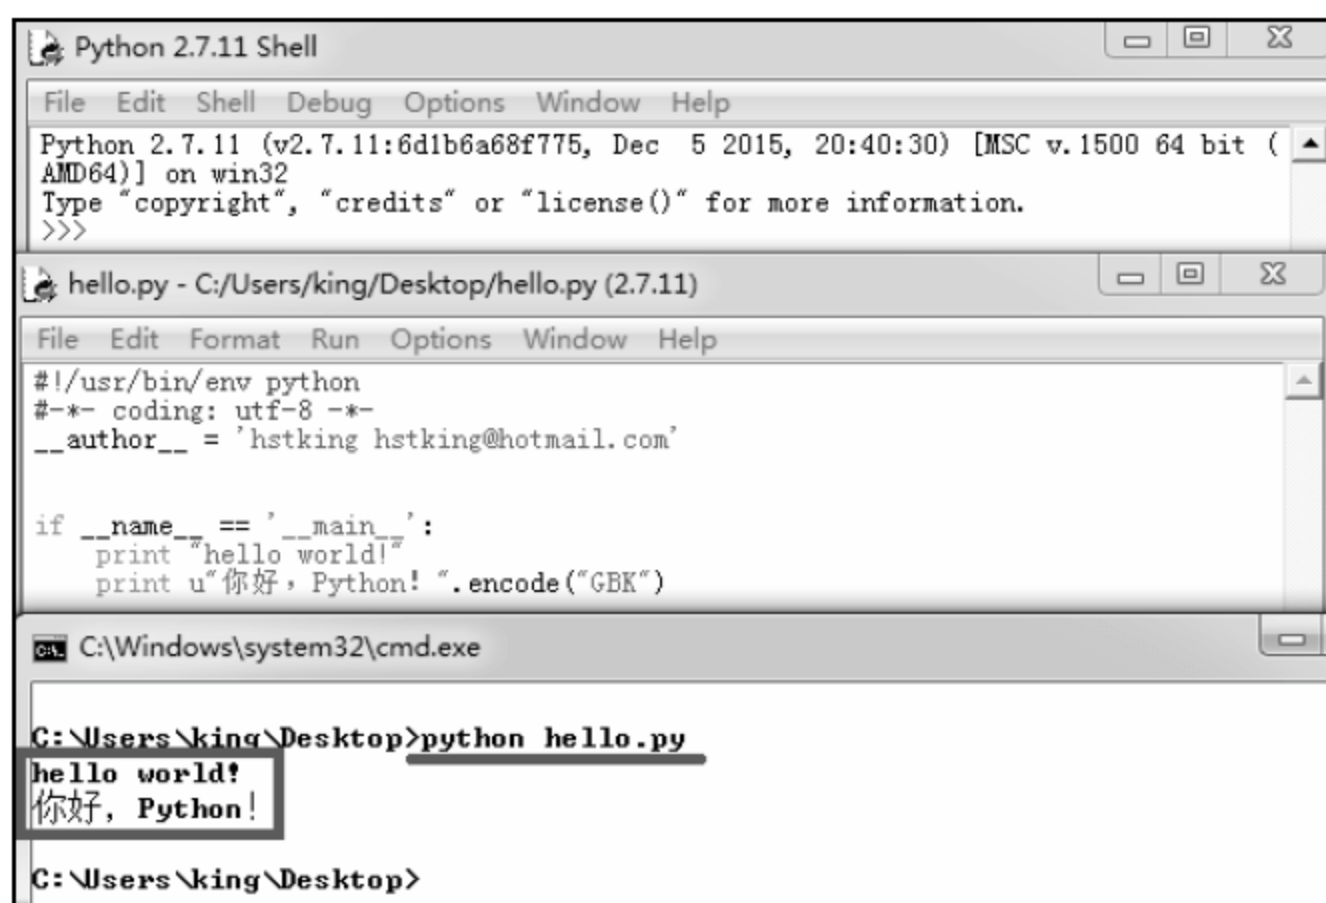 Python 2.7.11 Shell
File Edit Shell Debug Options Window Help
Python 2.7.11 (v2.7.11:6d1b6a68f775, Dec  5 2015, 20:40:30) [MSC v.1500 64 bit (
AMD64)] on win32
Type "copyright", "credits" or "license()" for more information.
>>>
hello.py - C:/Users/king/Desktop/hello.py (2.7.11)
File Edit Format Run Options Window Help
#!/usr/bin/env python
#-*- coding: utf-8 -*-
__author__ = 'hstking hstking@hotmail.com'
if __name__ == '__main__':
    print "hello world!"
    print u"你好，Python! ".encode("GBK")
C:\Windows\system32\cmd.exe
C:\Users\king\Desktop>python hello.py
hello world!
你好，Python!
C:\Users\king\Desktop>